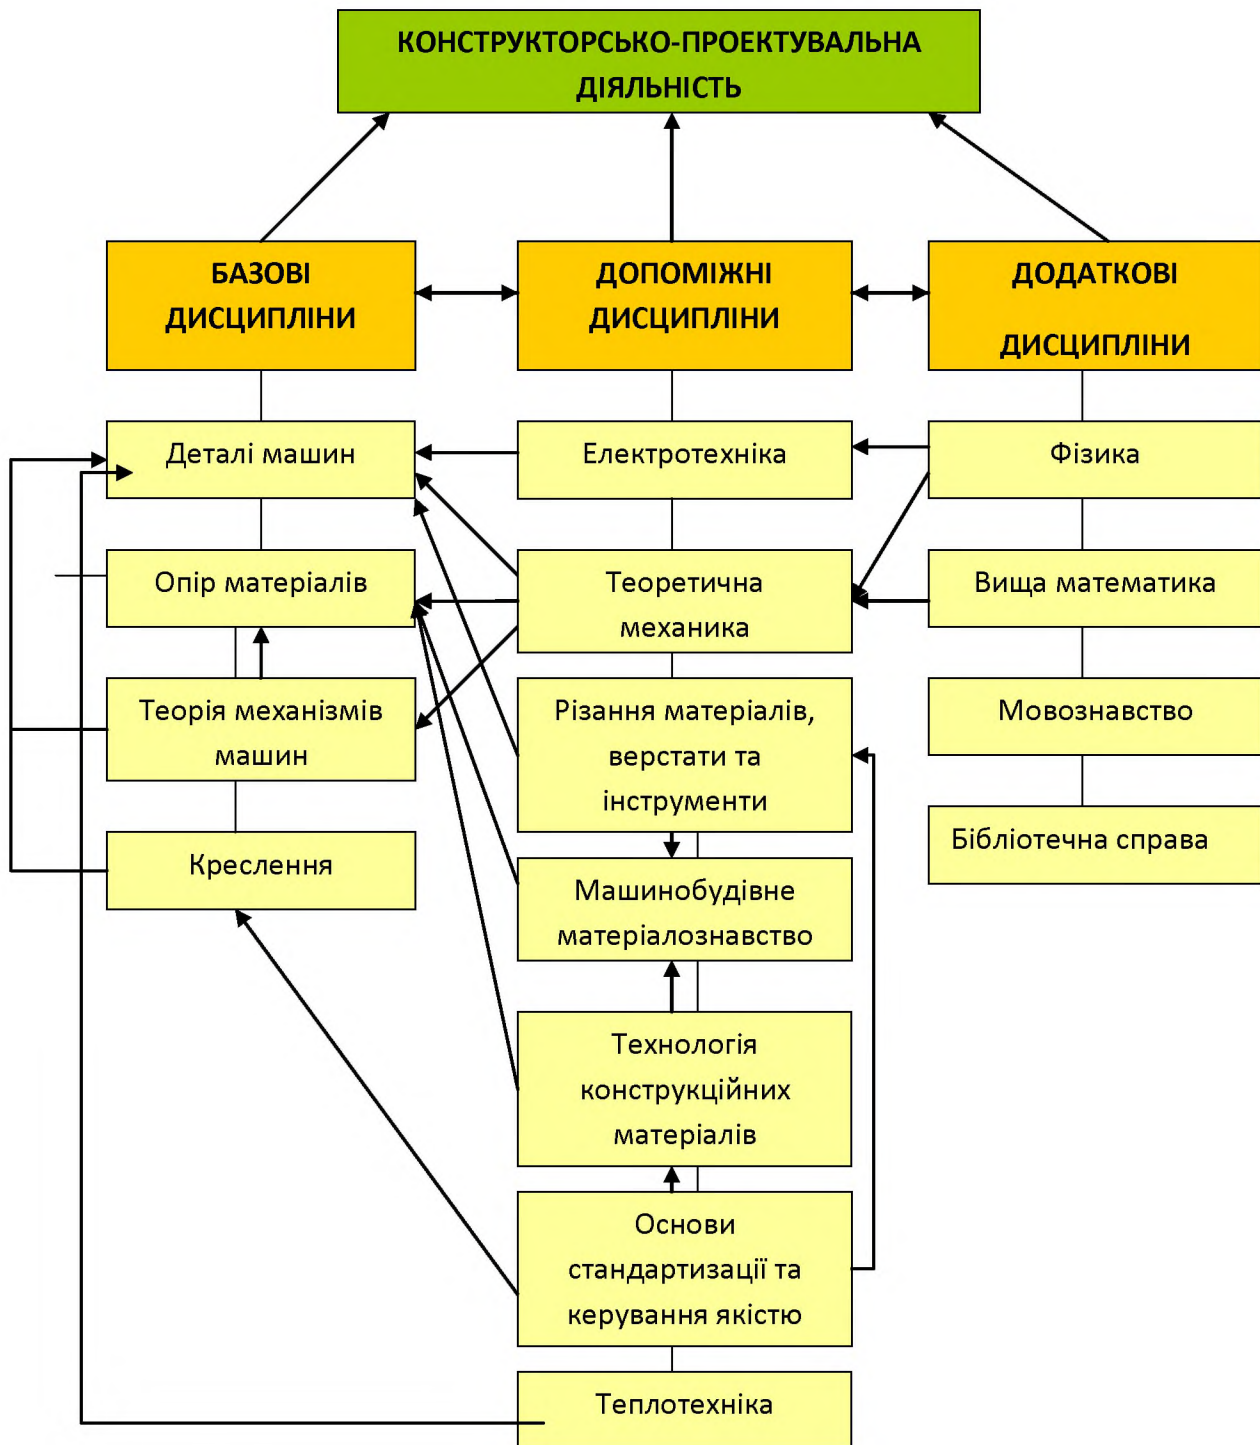 КОНСТРУКТОРСЬКО-ПРОЕКТУВАЛЬНА
ДІЯЛЬНІСТЬ
БАЗОВІ
ДИСЦИПЛІНИ
ДОПОМІЖНІ
ДИСЦИПЛІНИ
ДОДАТКОВІ
ДИСЦИПЛІНИ
Деталі машин
Опір матеріалів
Теорія механізмів
машин
Креслення
Електротехніка
Теоретична
механика
Різання матеріалів,
верстати та
інструменти
Машинобудівне
матеріалознавство
Технологія
конструкційних
матеріалів
Основи
стандартизації та
керування якістю
Теплотехніка
Фізика
Вища математика
Мовознавство
Бібліотечна справа